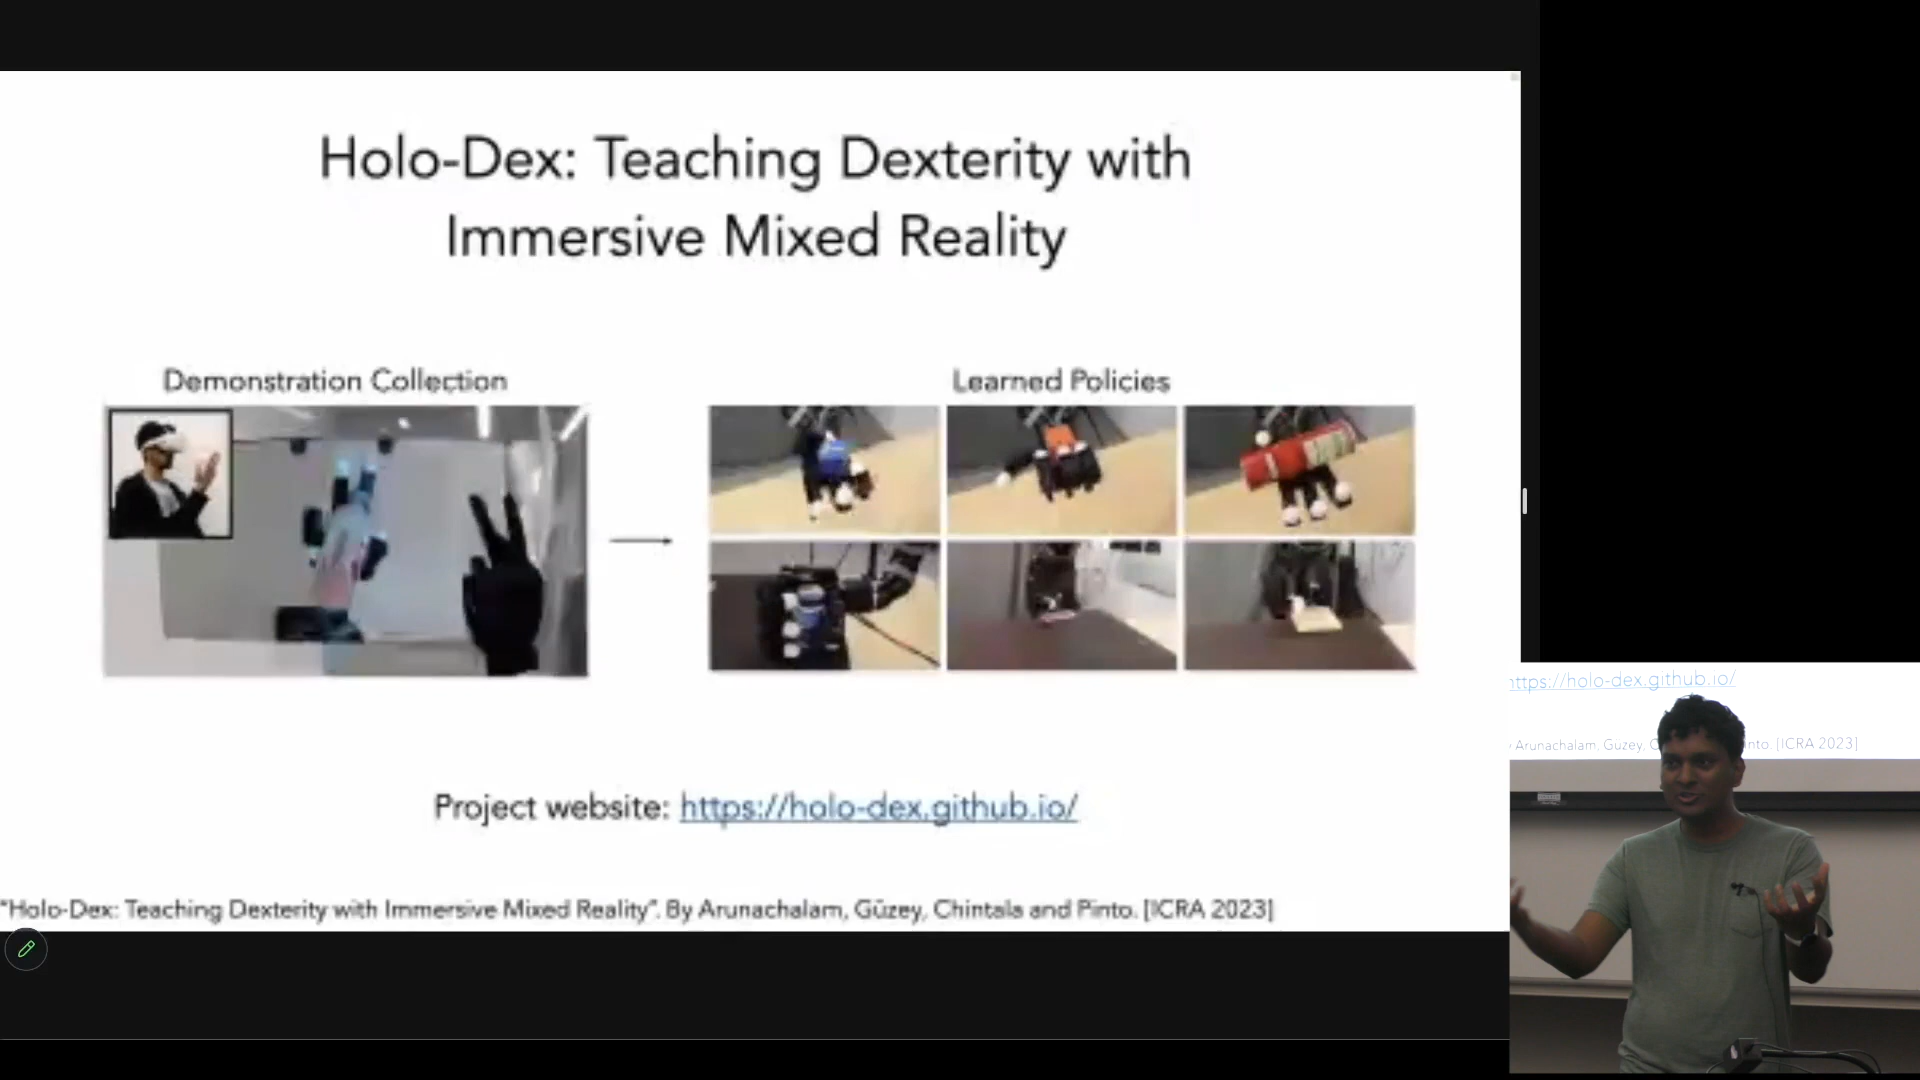 Holo-Dex: Teaching Dexterity with
Immersive Mixed Reality
Demonstration Collection
Learned Policies
Project website: https://holo-dex.github.io/
"Holo-Dex: Teaching Dexterity with Immersive Mixed Reality". By Arunachalam, Güzey, Chintala and Pinto. [ICRA 2023]
https://holo-dex.github.io/
Arunachalam, Güzey, [ICRA 2023]